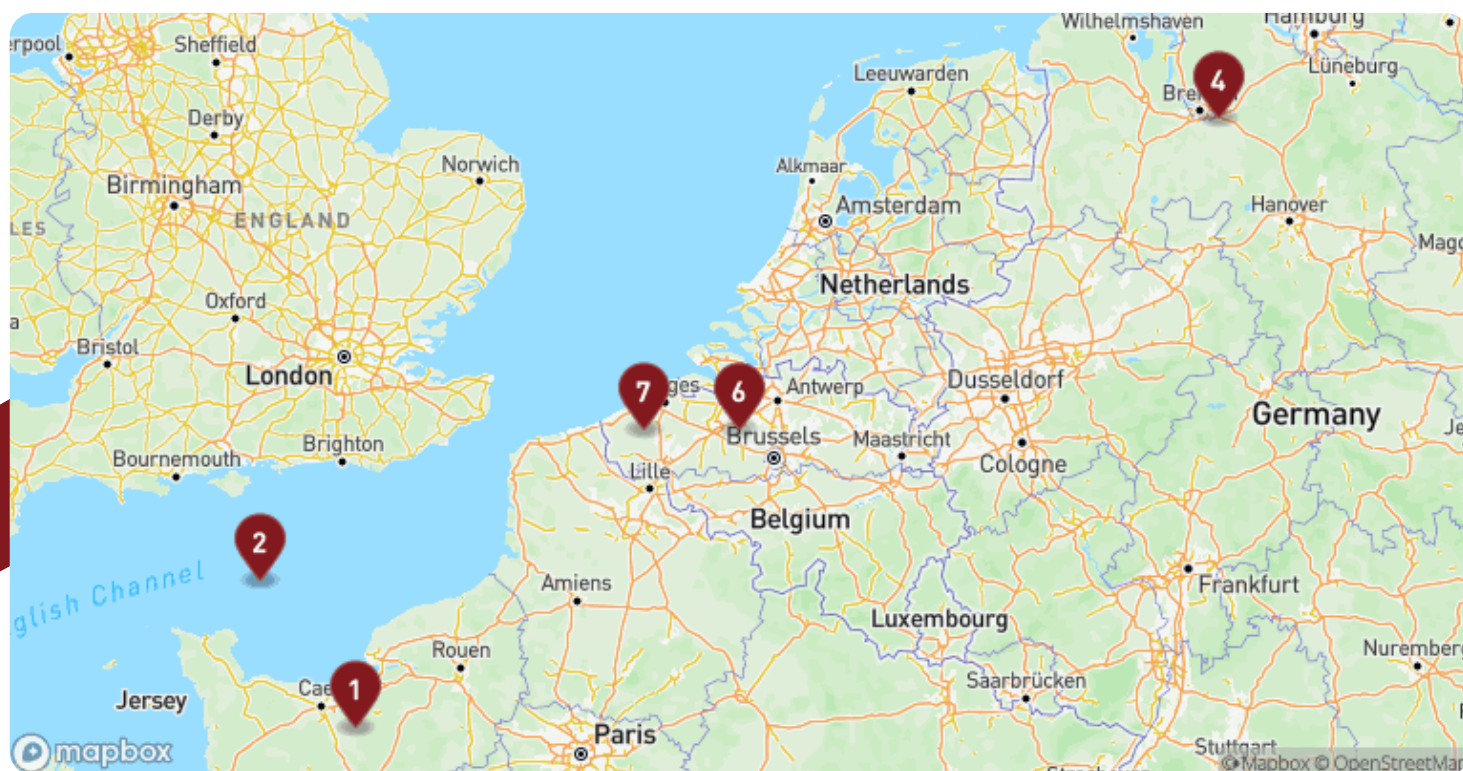 Wilhelmshaven
Hamburg
erpool
Sheffield
Lüneburg
Leeuwarden
4
Bre
Derby
Norwich
Alkmaar
Birmingham
Amsterdam
Hanover
ENGLAND
LES
Magd
Netherlands
Oxford
a
Bristol
London
Dusseldorf
7
ges
6
Antwerp
Germany
Je
Brighton
Brussels
Maastricht
Bournemouth
Lille
Cologne
Belgium
2
nglish Channel
Amiens
Frankfurt
Luxembourg
Rouen
Nuremberg
Saarbrücken
Cae
1
Jersey
Paris
Stuttgart
mapbox
© Mapbox © OpenStreetMap